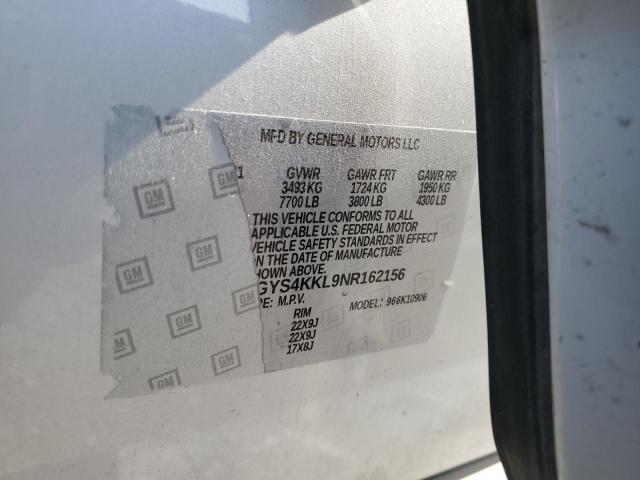 MFD BY GENERAL MOTORS LLC
1 GVWR GAWR FRT GAWR RR
3493 KG 1724 KG 1950 KG
7700 LB 3800 LB 4300 LB
THIS VEHICLE CONFORMS TO ALL
APPLICABLE U.S. FEDERAL MOTOR
VEHICLE SAFETY STANDARDS IN EFFECT
ON THE DATE OF MANUFACTURE
HOWN ABOVE.
GYS4KKL9NR162156
PE: M.P.V. MODEL: 966K10906
RIM
22X9J
22X9J
17X8J
GM
GM
GM
GM
GM
GM
GM